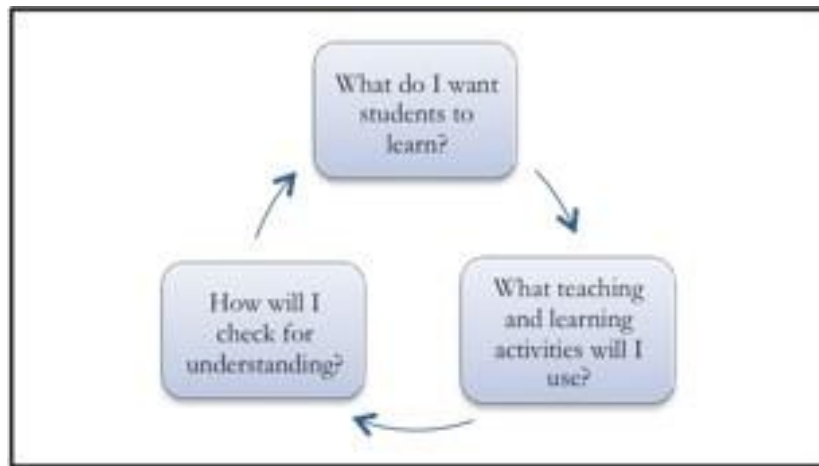 What do I want
students to
learn?
What teaching
and learning
activities will I
use?
How will I
check for
understanding?